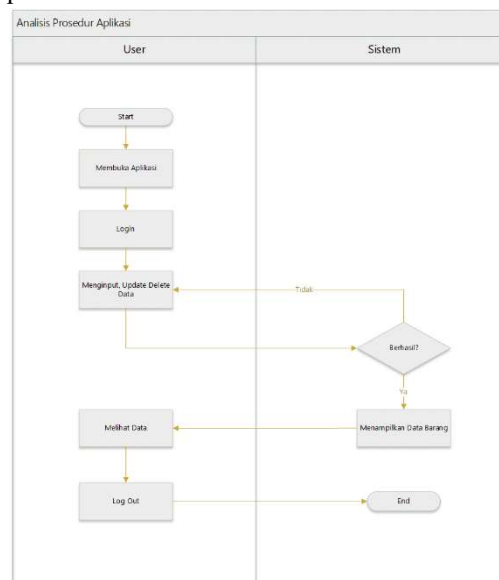 Analisis Prosedur Aplikasi
User
Sistem
Start
Membuka Aplikasi
Login
Menginput, Update Delete
Data
Tidak
Berhasil?
Ya
Melihat Data
Menampilkan Data Barang
Log Out
End